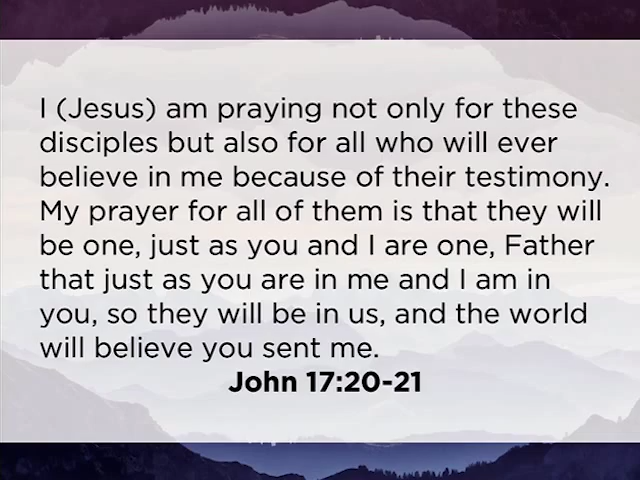 I (Jesus) am praying not only for these
disciples but also for all who will ever
believe in me because of their testimony.
My prayer for all of them is that they will
be one, just as you and I are one, Father
that just as you are in me and I am in
you, so they will be in us, and the world
will believe you sent me.
John 17:20-21